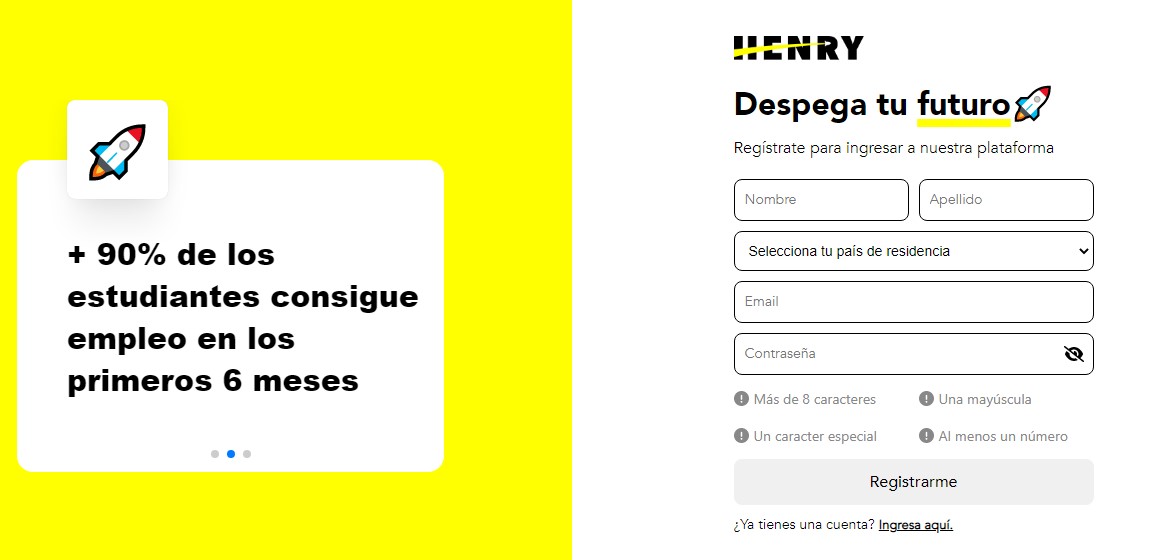 + 90% de los
estudiantes consigue
empleo en los
primeros 6 meses
HENRY
Despega tu futuro
Regístrate para ingresar a nuestra plataforma
Nombre Apellido
Selecciona tu país de residencia
Email
Contraseña
Más de 8 caracteres Una mayúscula
Un caracter especial Al menos un número
Registrarme
¿Ya tienes una cuenta? Ingresa aquí.